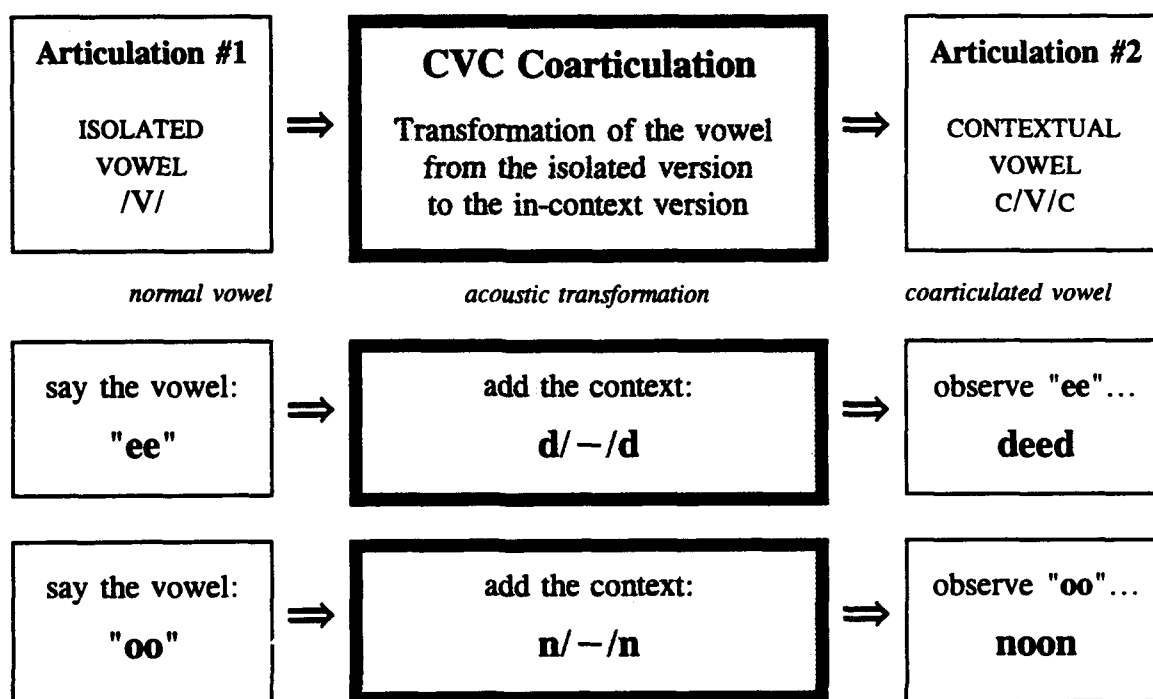 Articulation #1
ISOLATED
VOWEL
/V/
⇒
CVC Coarticulation
Transformation of the vowel
from the isolated version
to the in-context version
⇒
Articulation #2
CONTEXTUAL
VOWEL
C/V/C
normal vowel
acoustic transformation
coarticulated vowel
say the vowel:
"ee"
⇒
add the context:
d/−/d
⇒
observe "ee"...
deed
say the vowel:
"oo"
⇒
add the context:
n/−/n
⇒
observe "oo"...
noon